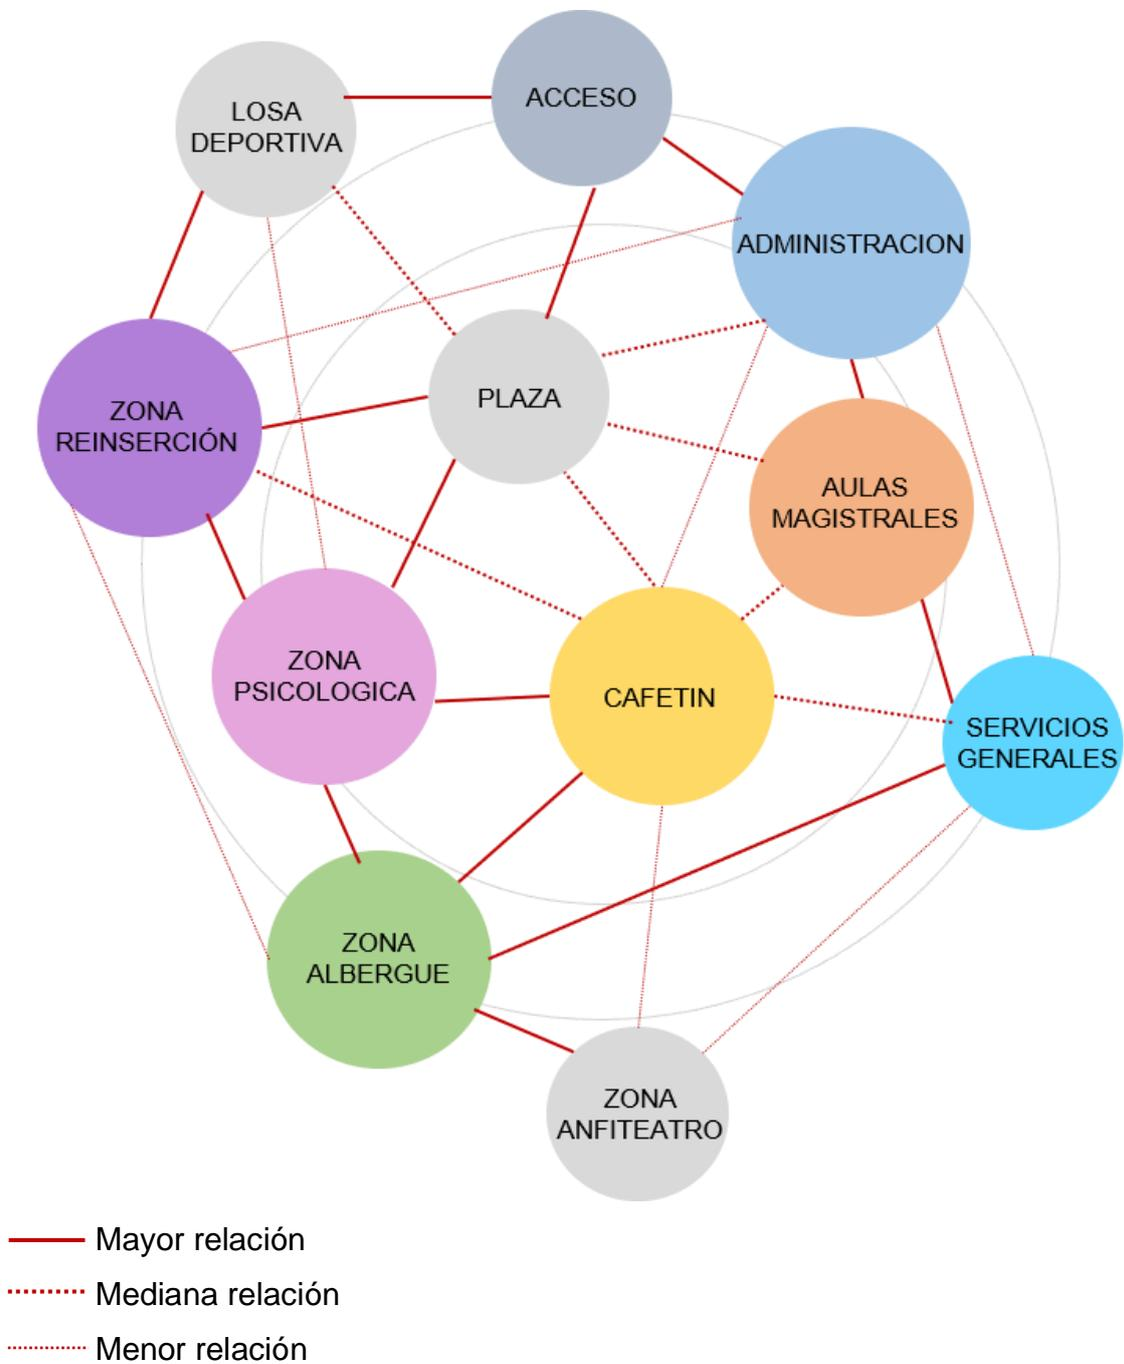 LOSA
DEPORTIVA
ACCESO
ADMINISTRACION
ZONA
REINSERCIÓN
PLAZA
AULAS
MAGISTRALES
ZONA
PSICOLOGICA
CAFETIN
SERVICIOS
GENERALES
ZONA
ALBERGUE
ZONA
ANFITEATRO
Mayor relación
Mediana relación
Menor relación